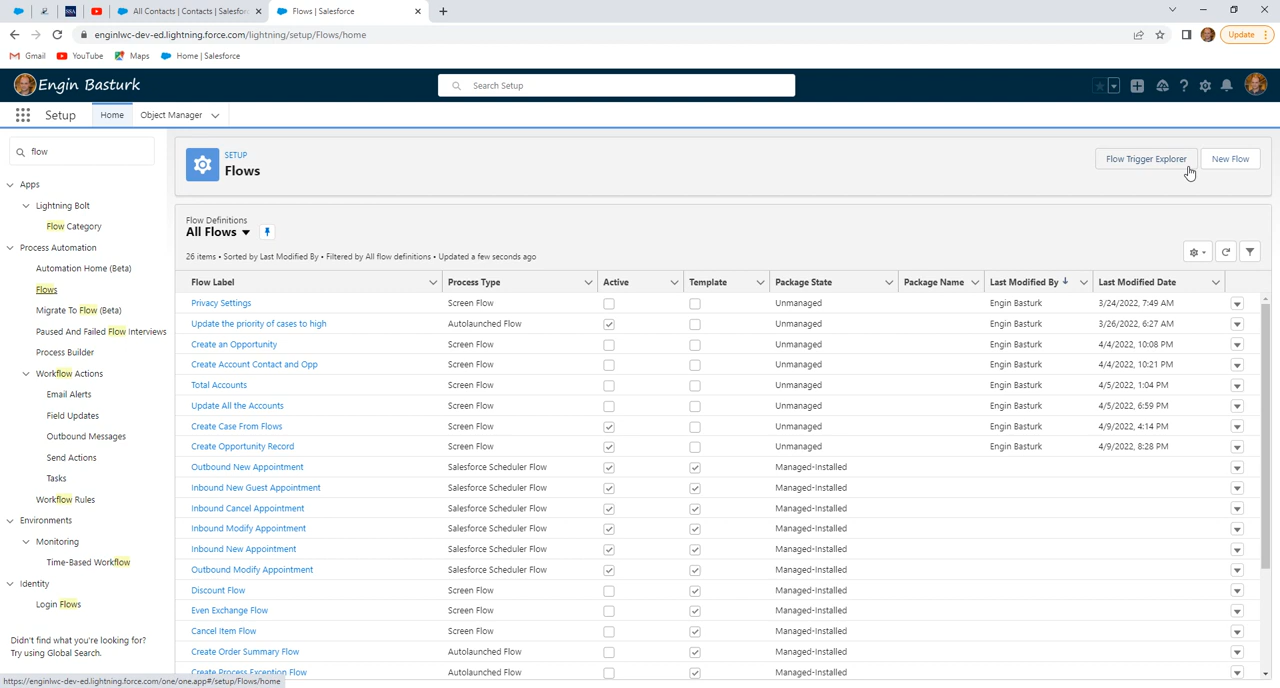 All Contacts | Contacts | Salesforc
Flows | Salesforce
Update
enginlwc-dev-ed.lightning.force.com/lightning/setup/Flows/home
Gmail
YouTube
Maps
Home | Salesforce
Engin Basturk
Search Setup
Setup
Home
Object Manager
flow
Apps
Lightning Bolt
Flow Category
Process Automation
Automation Home (Beta)
Flows
Migrate To Flow (Beta)
Paused And Failed Flow Interviews
Process Builder
Workflow Actions
Email Alerts
Field Updates
Outbound Messages
Send Actions
Tasks
Workflow Rules
Environments
Monitoring
Time-Based Workflow
Identity
Login Flows
Didn't find what you're looking for?
Try using Global Search.
SETUP
Flows
Flow Trigger Explorer
New Flow
Flow Definitions
All Flows
26 items • Sorted by Last Modified By • Filtered by All flow definitions • Updated a few seconds ago
Flow Label Process Type Active Template Package State Package Name Last Modified By Last Modified Date
Privacy Settings Screen Flow Unmanaged Engin Basturk 3/24/2022, 7:49 AM
Update the priority of cases to high Autolaunched Flow Unmanaged Engin Basturk 3/26/2022, 6:27 AM
Create an Opportunity Screen Flow Unmanaged Engin Basturk 4/4/2022, 10:08 PM
Create Account Contact and Opp Screen Flow Unmanaged Engin Basturk 4/4/2022, 10:21 PM
Total Accounts Screen Flow Unmanaged Engin Basturk 4/5/2022, 1:04 PM
Update All the Accounts Screen Flow Unmanaged Engin Basturk 4/5/2022, 6:59 PM
Create Case From Flows Screen Flow Unmanaged Engin Basturk 4/9/2022, 4:14 PM
Create Opportunity Record Screen Flow Unmanaged Engin Basturk 4/9/2022, 8:28 PM
Outbound New Appointment Salesforce Scheduler Flow Managed-Installed
Inbound New Guest Appointment Salesforce Scheduler Flow Managed-Installed
Inbound Cancel Appointment Salesforce Scheduler Flow Managed-Installed
Inbound Modify Appointment Salesforce Scheduler Flow Managed-Installed
Inbound New Appointment Salesforce Scheduler Flow Managed-Installed
Outbound Modify Appointment Salesforce Scheduler Flow Managed-Installed
Discount Flow Screen Flow Managed-Installed
Even Exchange Flow Screen Flow Managed-Installed
Cancel Item Flow Screen Flow Managed-Installed
Create Order Summary Flow Autolaunched Flow Managed-Installed
Create Process Exception Flow Autolaunched Flow Managed-Installed
https://enginlwc-dev-ed.lightning.force.com/one/one.app#/setup/Flows/home